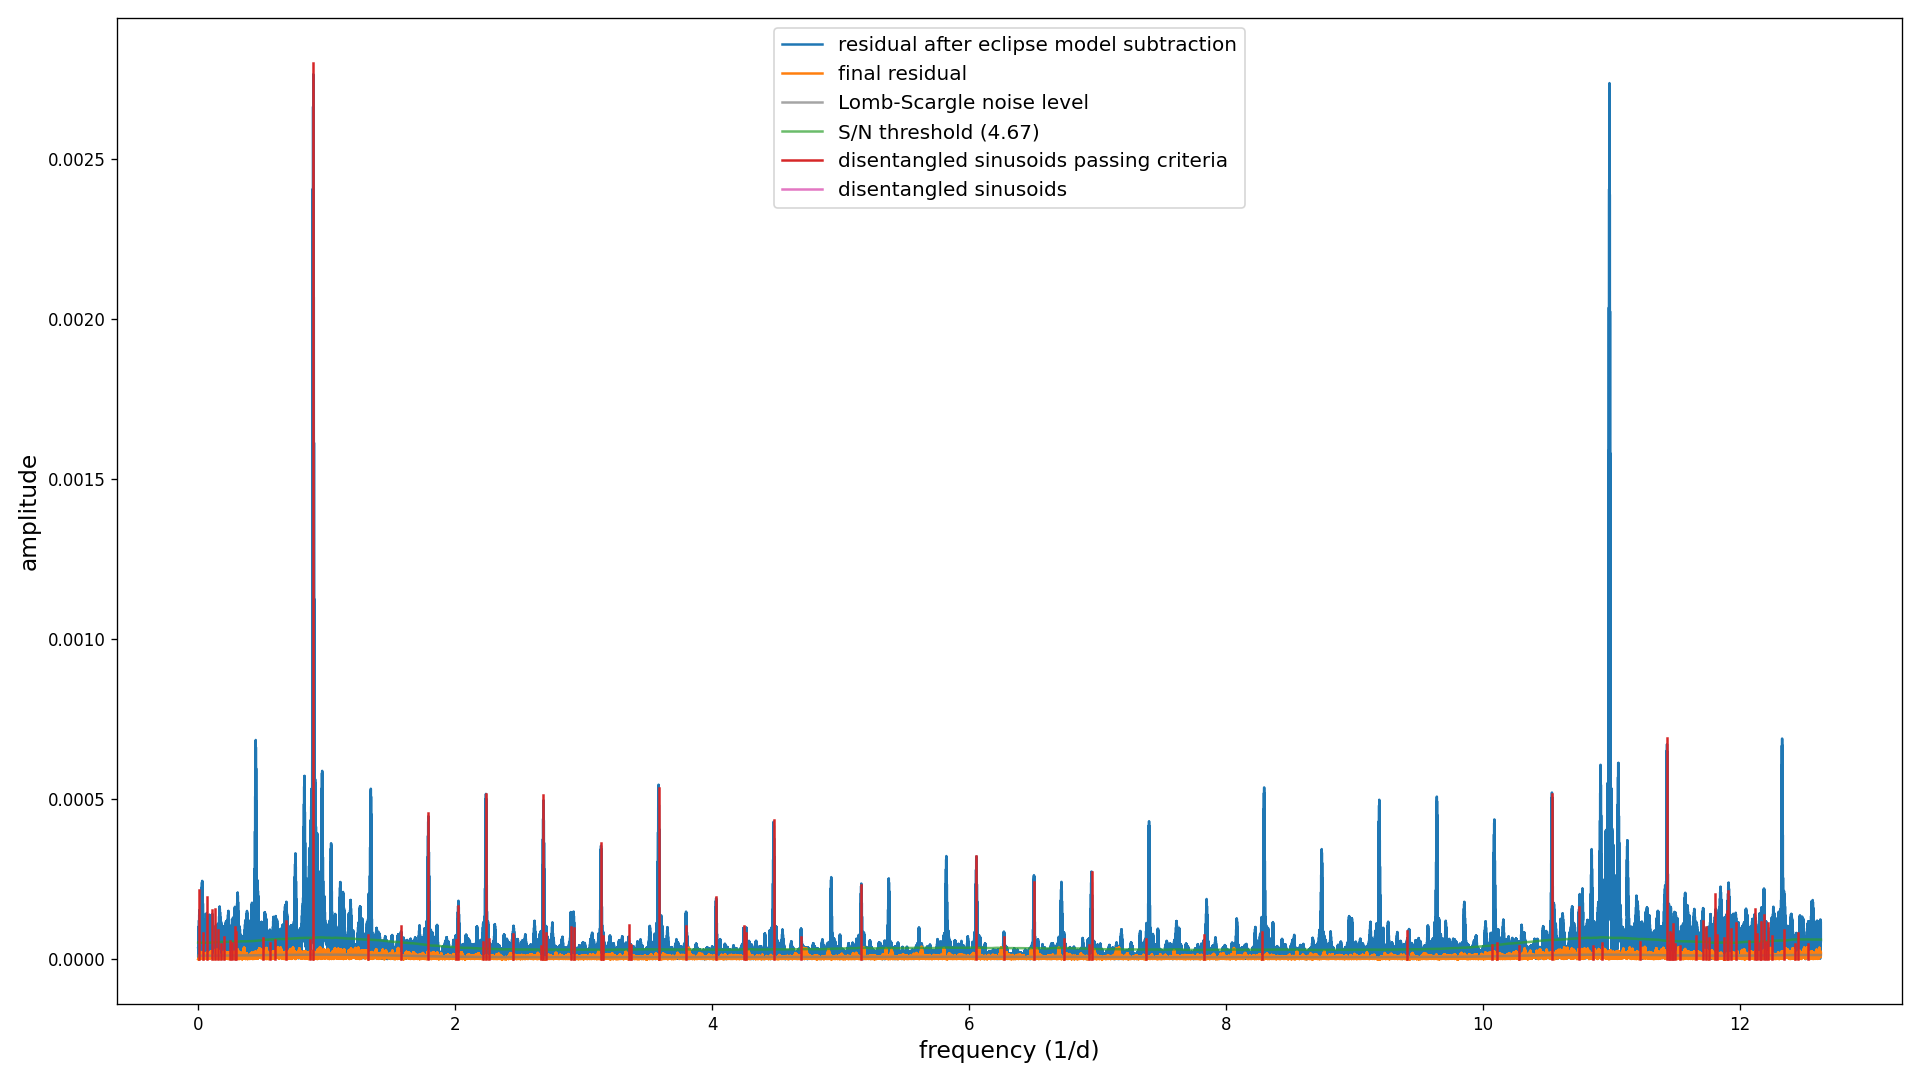 residual after eclipse model subtraction
final residual
Lomb-Scargle noise level
S/N threshold (4.67)
disentangled sinusoids passing criteria
disentangled sinusoids
amplitude
0.0025
0.0020
0.0015
0.0010
0.0005
0.0000
0 2 4 6 8 10 12
frequency (1/d)